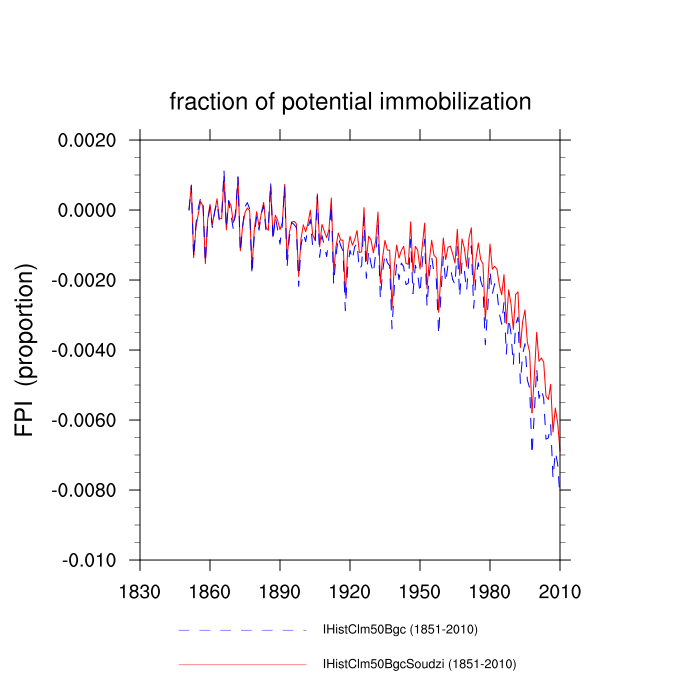 fraction of potential immobilization
0.0020
0.0000
-0.0020
-0.0040
-0.0060
-0.0080
-0.010
FPI (proportion)
1830 1860 1890 1920 1950 1980 2010
IHistClm50Bgc (1851-2010)
IHistClm50BgcSoudzi (1851-2010)